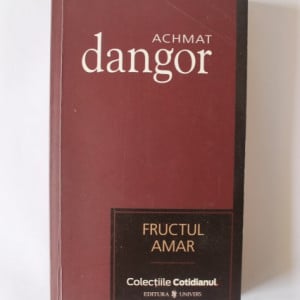 ACHMAT
dangor
FRUCTUL
AMAR
Colecțiile Cotidianul
EDITURA UNIVERS